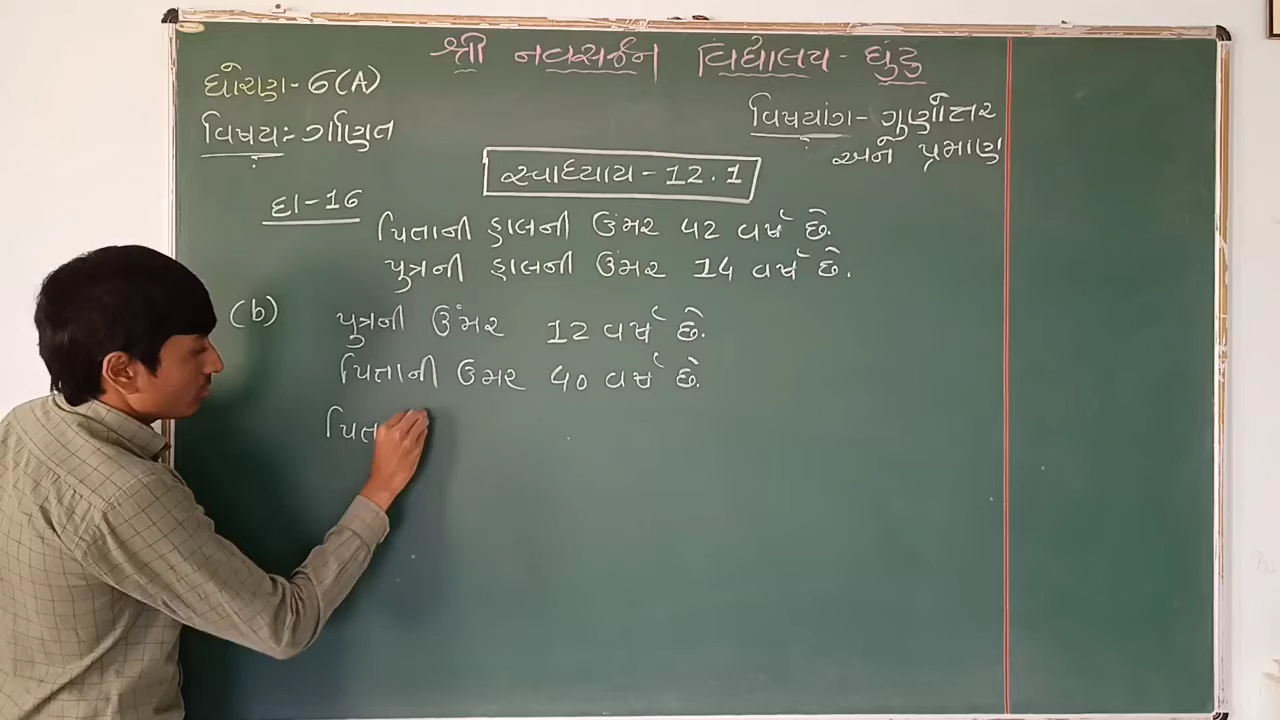 શ્રી નવસર્જન વિદ્યાલય - ઘુંટુ
ધોરણ - 6(A)
વિષય :- ગણિત
વિષયાંગ - ગુણોત્તર
અને પ્રમાણ
સ્વાધ્યાય - 12.1
દા-16
પિતાની હાલની ઉંમર 42 વર્ષ છે.
પુત્રની હાલની ઉંમર 14 વર્ષ છે.
(b) પુત્રની ઉંમર 12 વર્ષ છે.
પિતાની ઉંમર 40 વર્ષ છે.
પિત